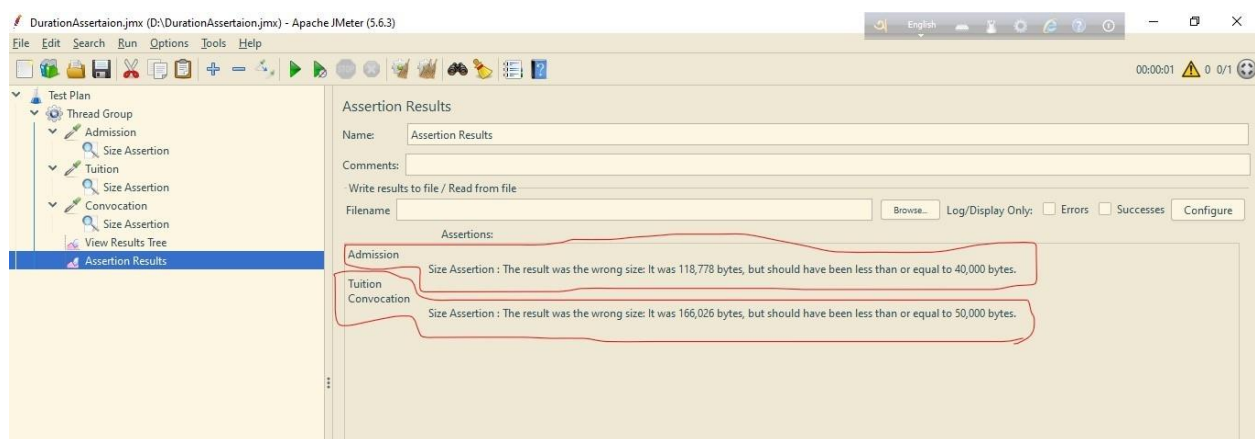 DurationAssertaion.jmx (D:\DurationAssertaion.jmx) - Apache JMeter (5.6.3)
English
File Edit Search Run Options Tools Help
00:00:01 0 0/1
Test Plan
Thread Group
Admission
Size Assertion
Tuition
Size Assertion
Convocation
Size Assertion
View Results Tree
Assertion Results
Assertion Results
Name: Assertion Results
Comments:
Write results to file / Read from file
Filename Browse... Log/Display Only: Errors Successes Configure
Assertions:
Admission
Size Assertion : The result was the wrong size: It was 118,778 bytes, but should have been less than or equal to 40,000 bytes.
Tuition
Convocation
Size Assertion : The result was the wrong size: It was 166,026 bytes, but should have been less than or equal to 50,000 bytes.